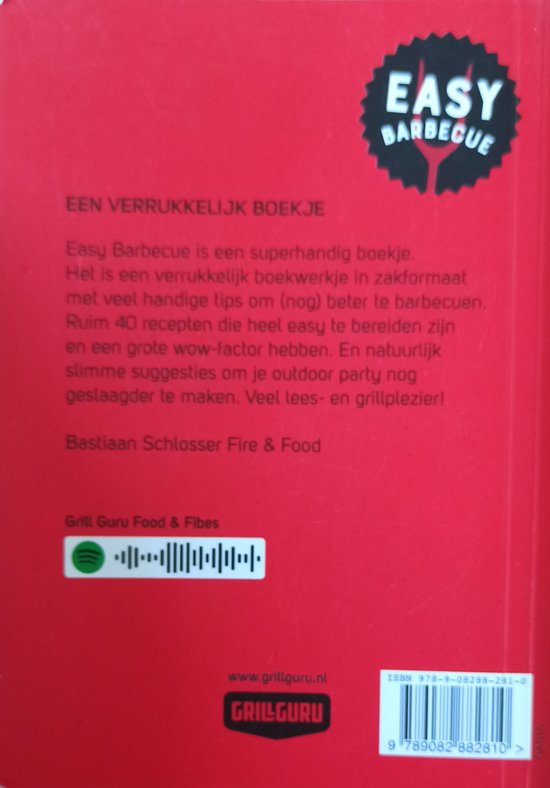 EASY
BARBECUE
EEN VERRUKKELIJK BOEKJE
Easy Barbecue is een superhandig boekje.
Het is een verrukkelijk boekwerkje in zakformaat
met veel handige tips om (nog) beter te barbecuen.
Ruim 40 recepten die heel easy te bereiden zijn
en een grote wow-factor hebben. En natuurlijk
slimme suggesties om je outdoor party nog
geslaagder te maken. Veel lees- en grillplezier!
Bastiaan Schlosser Fire & Food
Grill Guru Food & Fibes
www.grillguru.nl
GRILL GURU
ISBN 978-9-08288-281-0
9 789082 882810 >